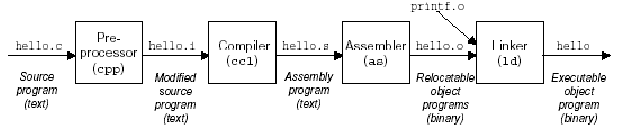 printf.o
hello.c
Pre-
processor
(cpp)
hello.i
Compiler
(cc1)
hello.s
Assembler
(as)
hello.o
Linker
(ld)
hello
Source
program
(text)
Modified
source
program
(text)
Assembly
program
(text)
Relocatable
object
programs
(binary)
Executable
object
program
(binary)